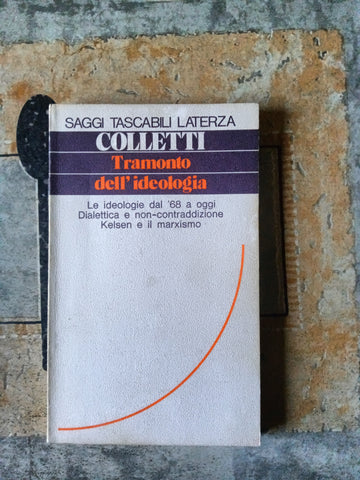 SAGGI TASCABILI LATERZA
COLLETTI
Tramonto
dell'ideologia
Le ideologie dal '68 a oggi
Dialettica e non-contraddizione
Kelsen e il marxismo